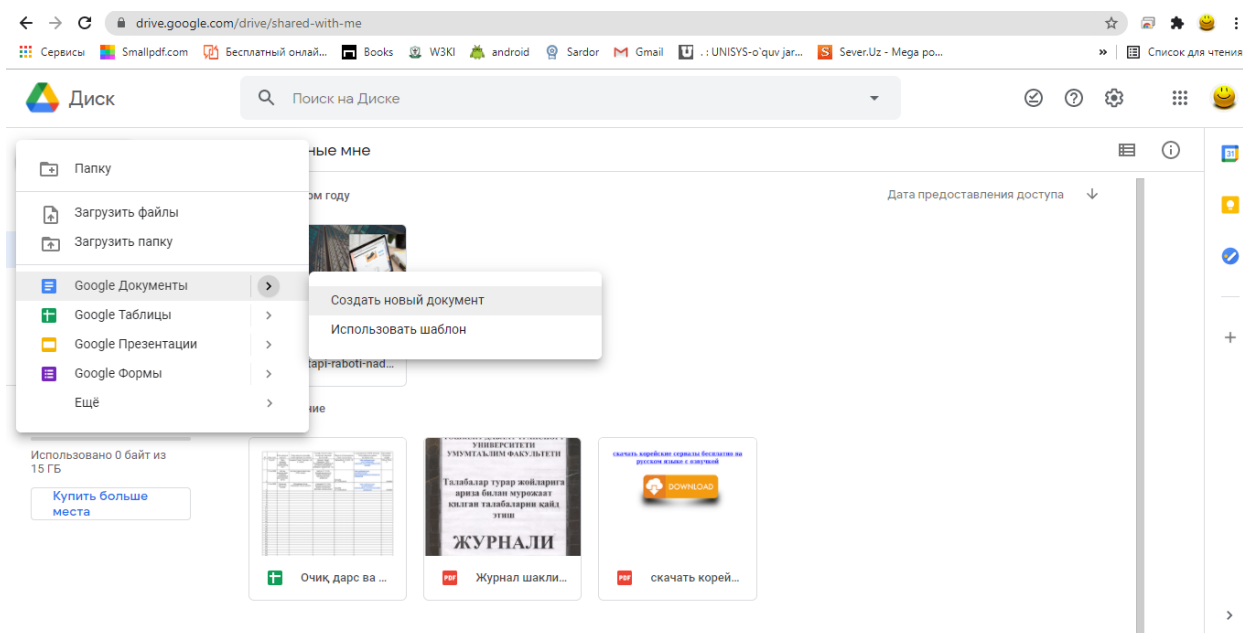 drive.google.com/drive/shared-with-me
Сервисы Smallpdf.com Бесплатный онлай... Books W3KI android Sardor Gmail .: UNISYS-o`quv jar... Sever.Uz - Mega po... » Список для чтения
Диск Поиск на Диске
ные мне
Папку
Загрузить файлы
Загрузить папку
Google Документы
Google Таблицы
Google Презентации
Google Формы
Ещё
ом году
Дата предоставления доступа
Создать новый документ
Использовать шаблон
tapi-raboti-nad...
ние
Использовано 0 байт из
15 ГБ
Купить больше
места
УНИВЕРСИТЕТИ
УМУМТАЪЛИМ ФАКУЛЬТЕТИ
Талабалар турар жойларига
ариза билан мурожаат
қилган талабаларни қайд
этиш
ЖУРНАЛИ
скачать корейские сериалы бесплатно на
русском языке с озвучкой
DOWNLOAD
Очиқ дарс ва ...
PDF Журнал шакли...
PDF скачать корей...
31